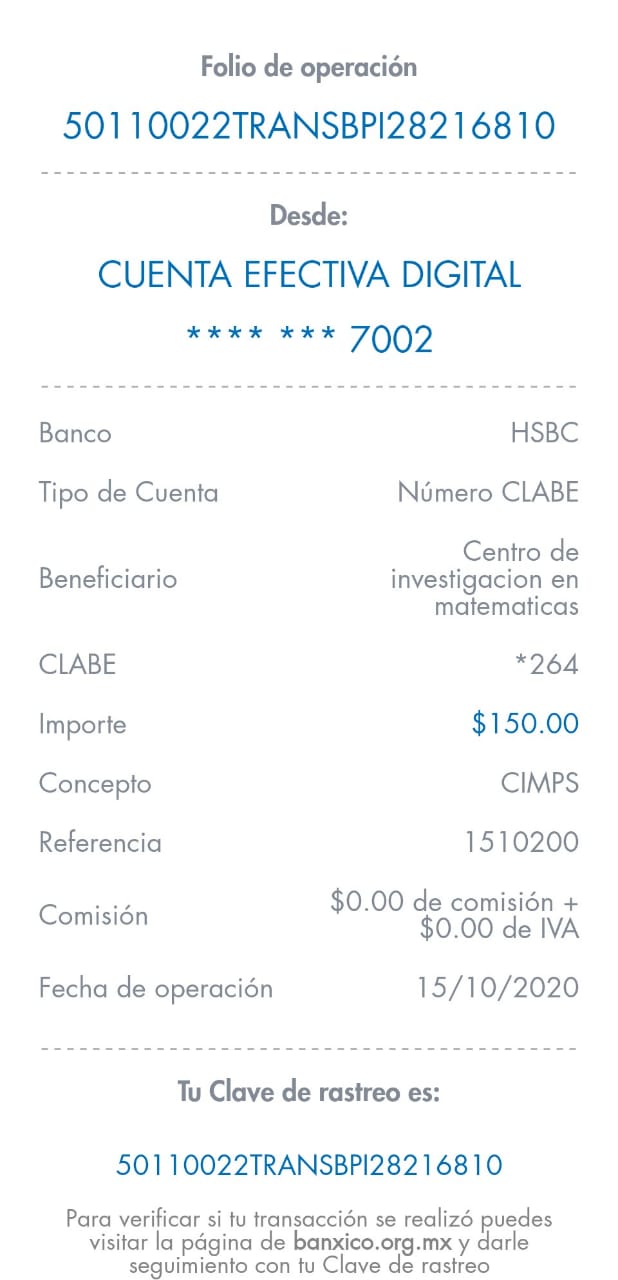 Folio de operación
50110022TRANSBPI28216810
Desde:
CUENTA EFECTIVA DIGITAL
**** *** 7002
Banco HSBC
Tipo de Cuenta Número CLABE
Beneficiario Centro de
investigacion en
matematicas
CLABE *264
Importe $150.00
Concepto CIMPS
Referencia 1510200
Comisión $0.00 de comisión +
$0.00 de IVA
Fecha de operación 15/10/2020
Tu Clave de rastreo es:
50110022TRANSBPI28216810
Para verificar si tu transacción se realizó puedes
visitar la página de banxico.org.mx y darle
seguimiento con tu Clave de rastreo